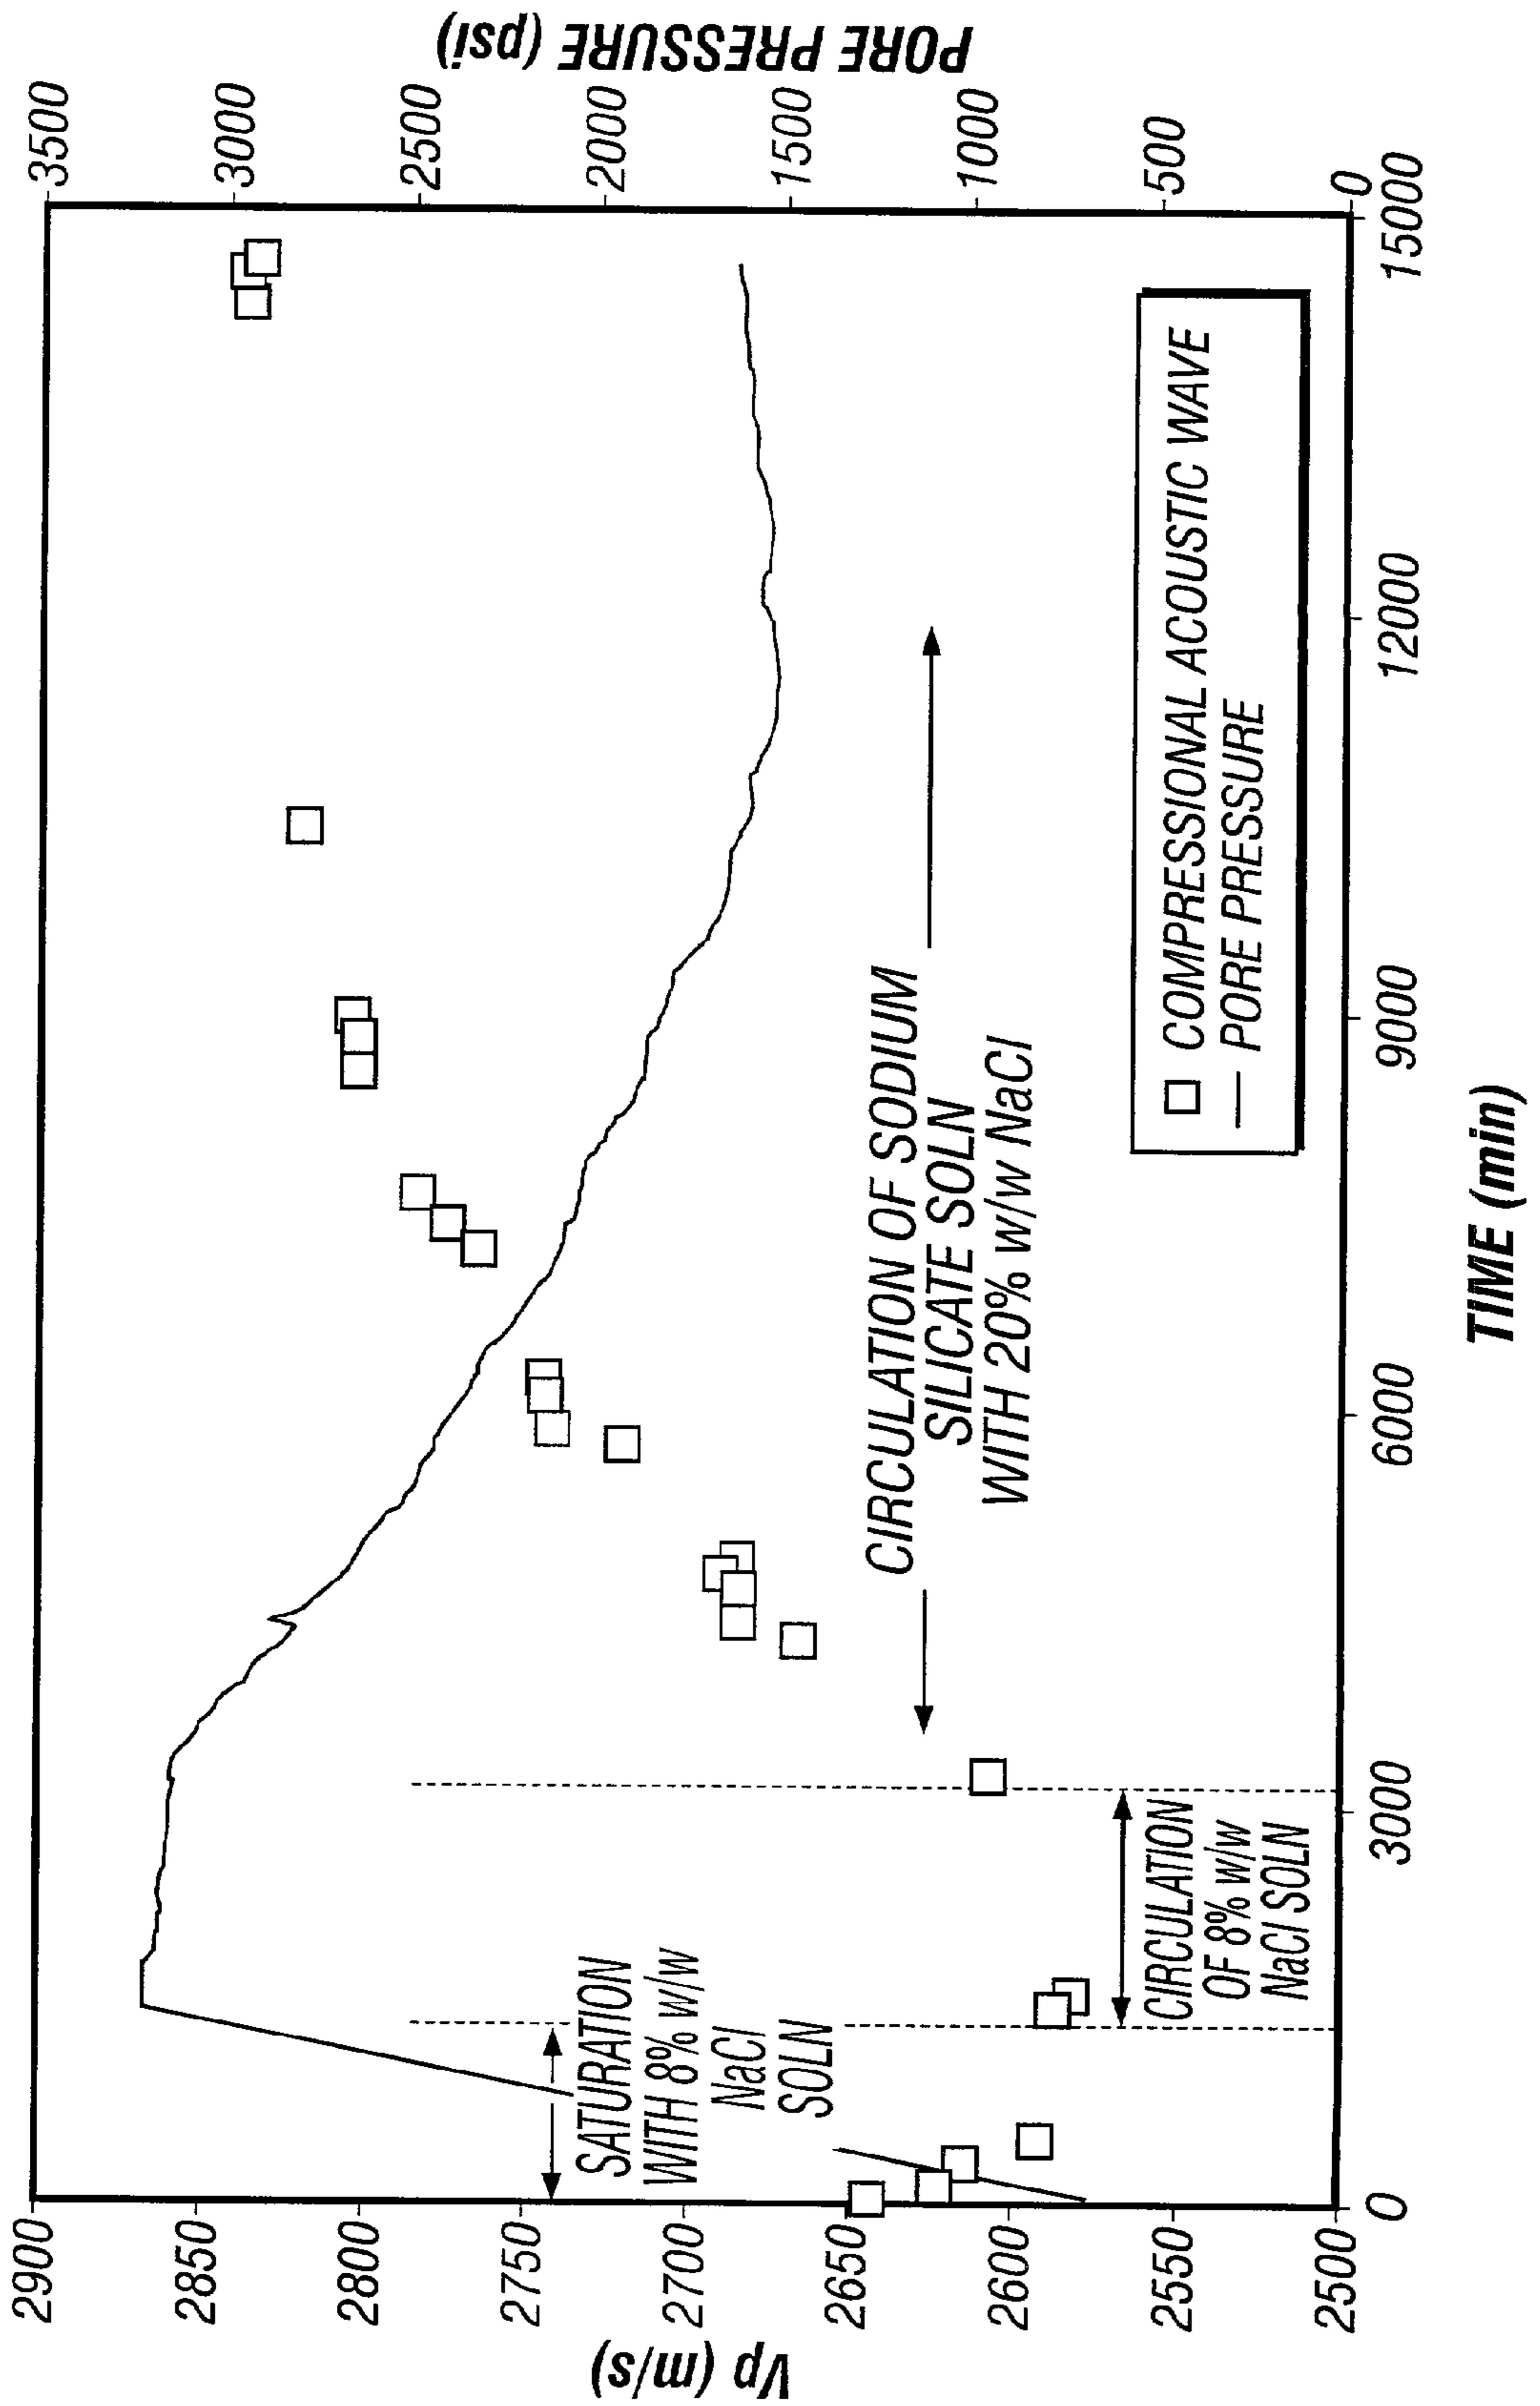 Vp (m/s)
2900
2850
2800
2750
2700
2650
2600
2550
2500
SATURATION
WITH 8% w/w
NaCl
SOLN
CIRCULATION
OF 8% w/w
NaCl SOLN
CIRCULATION OF SODIUM
SILICATE SOLN
WITH 20% w/w NaCl
COMPRESSIONAL ACOUSTIC WAVE
PORE PRESSURE
0
3000
6000
9000
12000
15000
TIME (min)
3500
3000
2500
2000
1500
1000
500
0
PORE PRESSURE (psi)